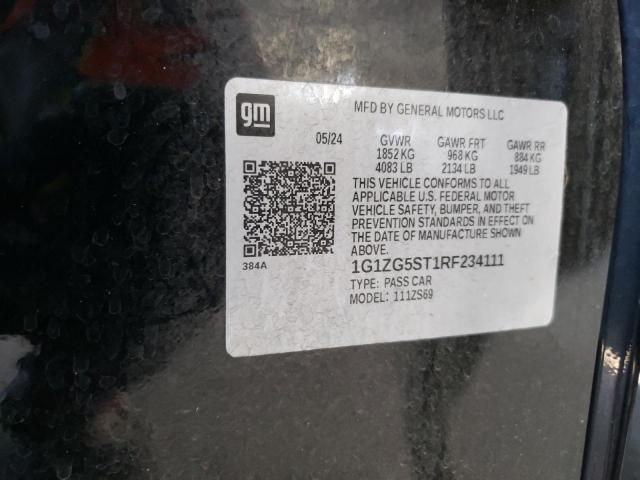 gm
MFD BY GENERAL MOTORS LLC
05/24 GVWR GAWR FRT GAWR RR
1852 KG 968 KG 884 KG
4083 LB 2134 LB 1949 LB
THIS VEHICLE CONFORMS TO ALL
APPLICABLE U.S. FEDERAL MOTOR
VEHICLE SAFETY, BUMPER, AND THEFT
PREVENTION STANDARDS IN EFFECT ON
THE DATE OF MANUFACTURE SHOWN
ABOVE.
384A
1G1ZG5ST1RF234111
TYPE: PASS CAR
MODEL: 111ZS69